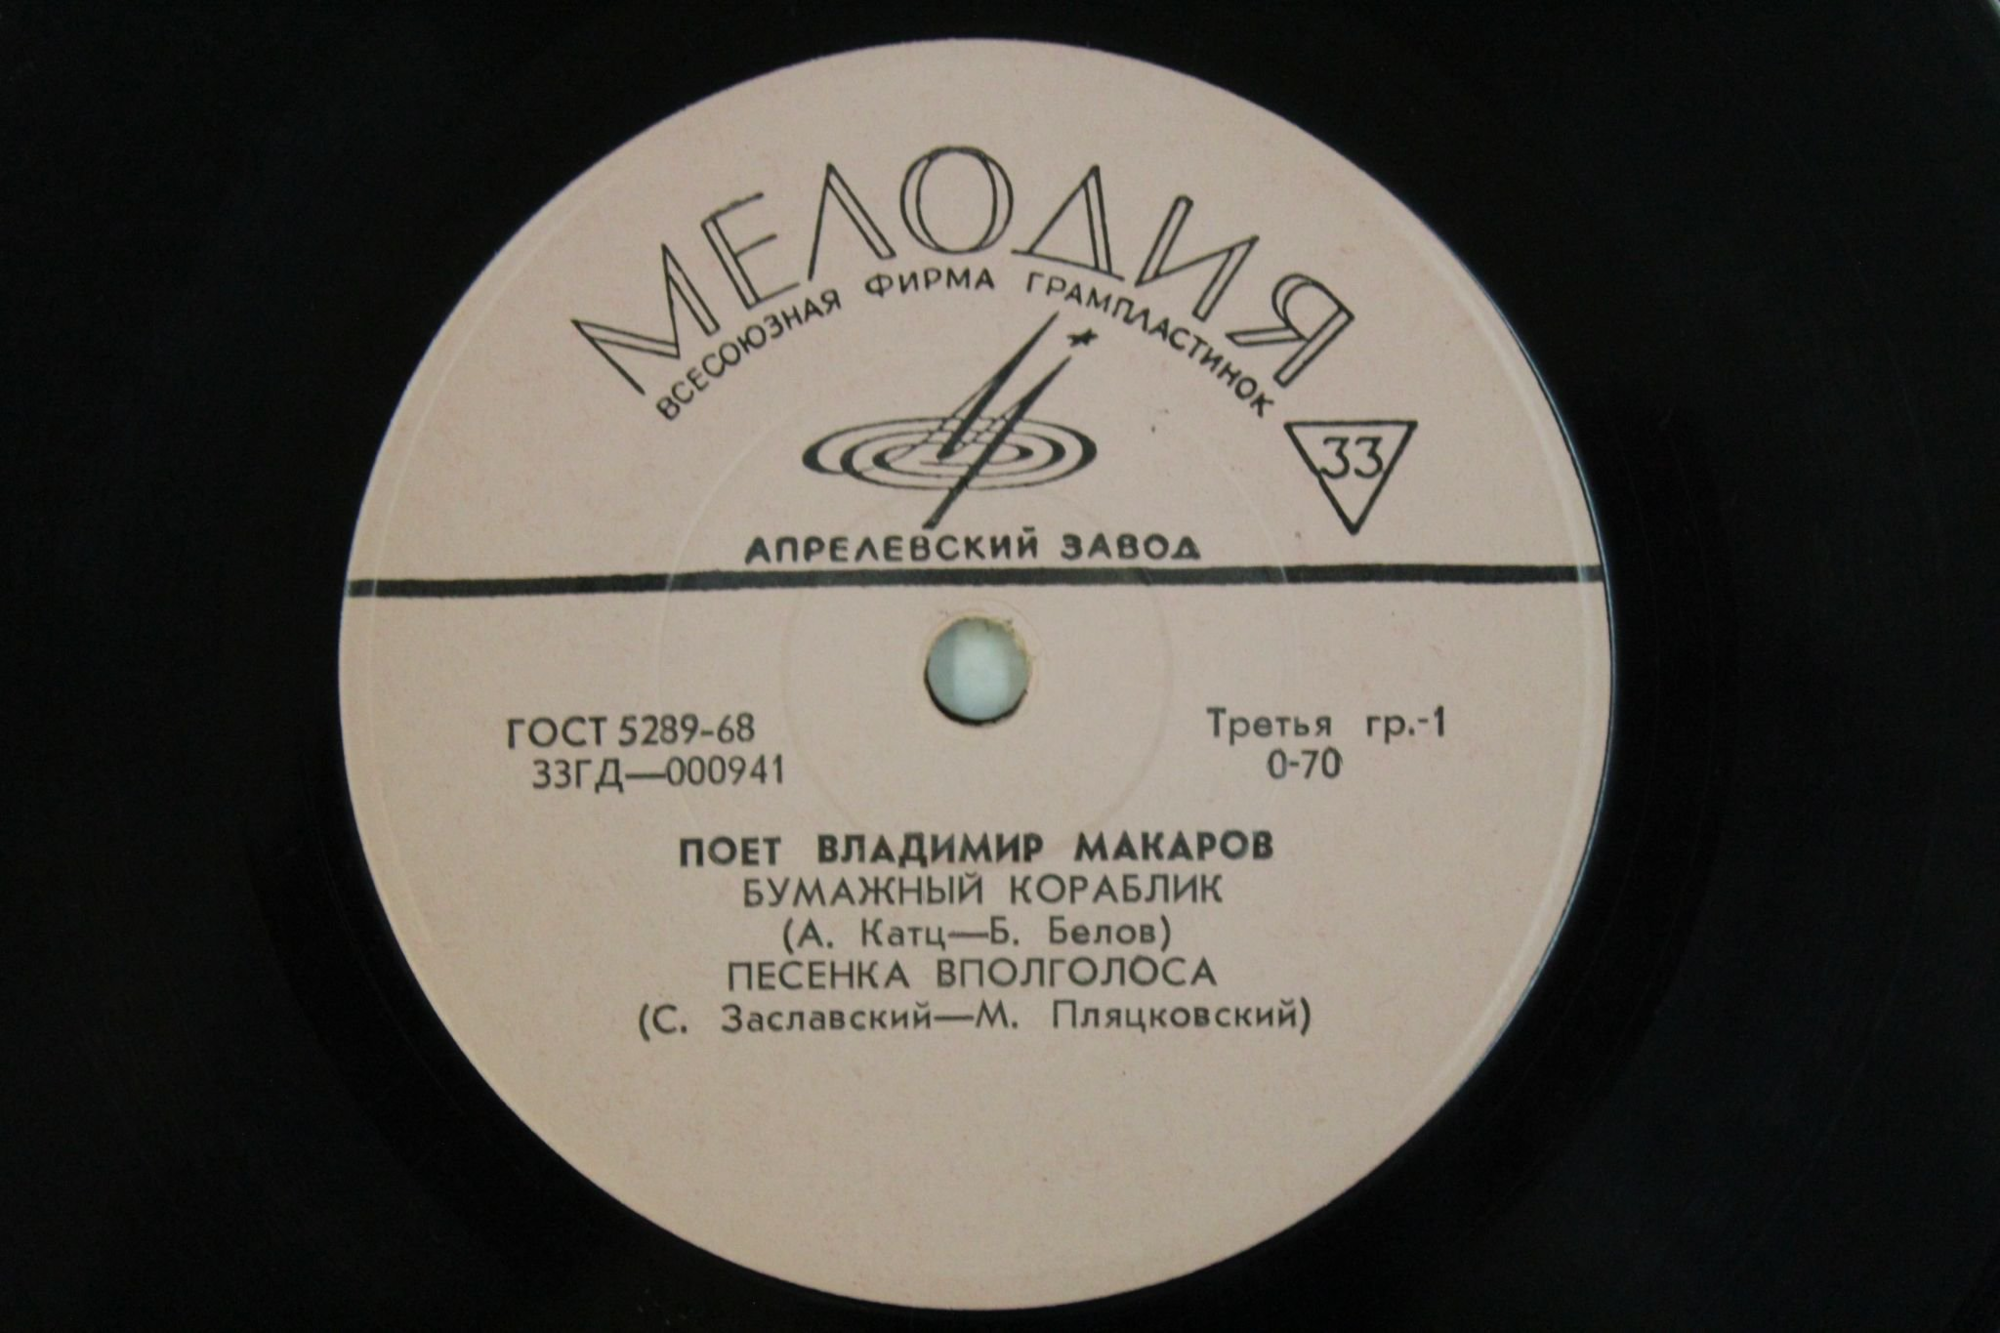 МЕЛОДИЯ
ВСЕСОЮЗНАЯ ФИРМА ГРАМПЛАСТИНОК
33
АПРЕЛЕВСКИЙ ЗАВОД
ГОСТ 5289-68
Третья гр.-1
33ГД—000941
0-70
ПОЕТ ВЛАДИМИР МАКАРОВ
БУМАЖНЫЙ КОРАБЛИК
(А. Катц—Б. Белов)
ПЕСЕНКА ВПОЛГОЛОСА
(С. Заславский—М. Пляцковский)